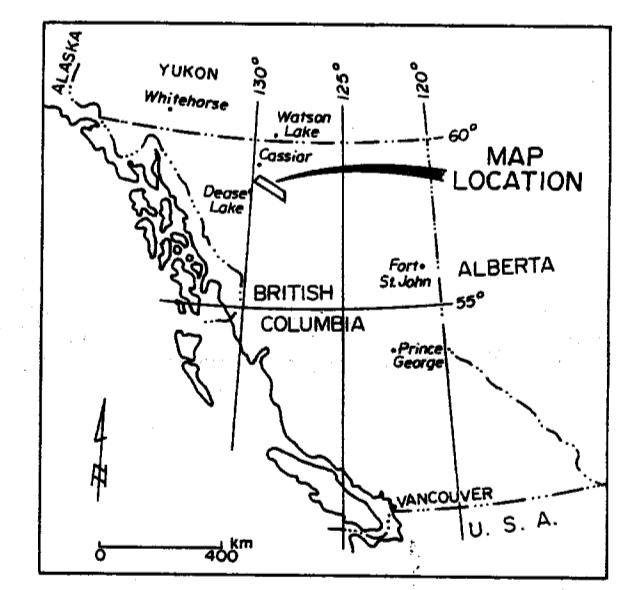 ALASKA
YUKON
Whitehorse
130°
125°
120°
Watson
Lake
60°
Cassiar
MAP
LOCATION
Dease
Lake
Fort
St. John
ALBERTA
BRITISH
COLUMBIA
55°
Prince
George
VANCOUVER
U. S. A.
N
km
0
400